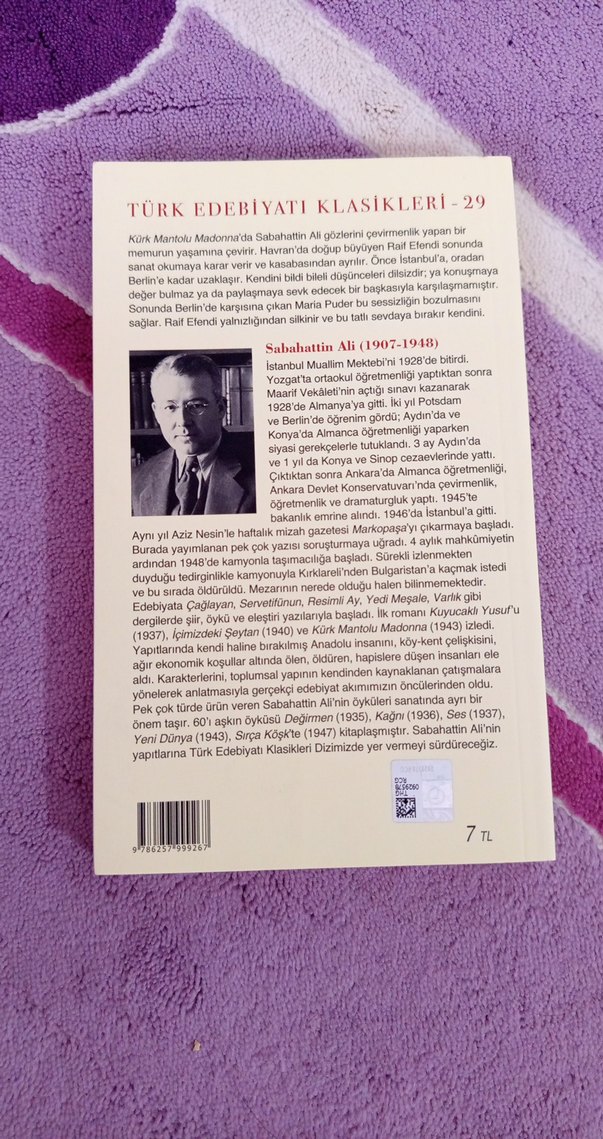 TÜRK EDEBİYATI KLASİKLERİ - 29
Kürk Mantolu Madonna'da Sabahattin Ali gözlerini çevirmenlik yapan bir
memurun yaşamına çevirir. Havran'da doğup büyüyen Raif Efendi sonunda
sanat okumaya karar verir ve kasabasından ayrılır. Önce İstanbul'a, oradan
Berlin'e kadar uzaklaşır. Kendini bildi bileli düşünceleri dilsizdir; ya konuşmaya
değer bulmaz ya da paylaşmaya sevk edecek bir başkasıyla karşılaşmamıştır.
Sonunda Berlin'de karşısına çıkan Maria Puder bu sessizliğin bozulmasını
sağlar. Raif Efendi yalnızlığından silkinir ve bu tatlı sevdaya bırakır kendini.
Sabahattin Ali (1907-1948)
İstanbul Muallim Mektebi'ni 1928'de bitirdi.
Yozgat'ta ortaokul öğretmenliği yaptıktan sonra
Maarif Vekâleti'nin açtığı sınavı kazanarak
1928'de Almanya'ya gitti. İki yıl Potsdam
ve Berlin'de öğrenim gördü; Aydın'da ve
Konya'da Almanca öğretmenliği yaparken
siyasi gerekçelerle tutuklandı. 3 ay Aydın'da
ve 1 yıl da Konya ve Sinop cezaevlerinde yattı.
Çıktıktan sonra Ankara'da Almanca öğretmenliği,
Ankara Devlet Konservatuvarı'nda çevirmenlik,
öğretmenlik ve dramaturgluk yaptı. 1945'te
bakanlık emrine alındı. 1946'da İstanbul'a gitti.
Aynı yıl Aziz Nesin'le haftalık mizah gazetesi Markopaşa'yı çıkarmaya başladı.
Burada yayımlanan pek çok yazısı soruşturmaya uğradı. 4 aylık mahkûmiyetin
ardından 1948'de kamyonla taşımacılığa başladı. Sürekli izlenmekten
duyduğu tedirginlikle kamyonuyla Kırklareli'nden Bulgaristan'a kaçmak istedi
ve bu sırada öldürüldü. Mezarının nerede olduğu halen bilinmemektedir.
Edebiyata Çağlayan, Servetifünun, Resimli Ay, Yedi Meşale, Varlık gibi
dergilerde şiir, öykü ve eleştiri yazılarıyla başladı. İlk romanı Kuyucaklı Yusuf'u
(1937), İçimizdeki Şeytan (1940) ve Kürk Mantolu Madonna (1943) izledi.
Yapıtlarında kendi haline bırakılmış Anadolu insanını, köy-kent çelişkisini,
ağır ekonomik koşullar altında ölen, öldüren, hapislere düşen insanları ele
aldı. Karakterlerini, toplumsal yapının kendinden kaynaklanan çatışmalara
yönelerek anlatmasıyla gerçekçi edebiyat akımımızın öncülerinden oldu.
Pek çok türde ürün veren Sabahattin Ali'nin öyküleri sanatında ayrı bir
önem taşır. 60'ı aşkın öyküsü Değirmen (1935), Kağnı (1936), Ses (1937),
Yeni Dünya (1943), Sırça Köşk'te (1947) kitaplaşmıştır. Sabahattin Ali'nin
yapıtlarına Türk Edebiyatı Klasikleri Dizimizde yer vermeyi sürdüreceğiz.
THG
0929578
RCG
9 786257 999267
7 TL